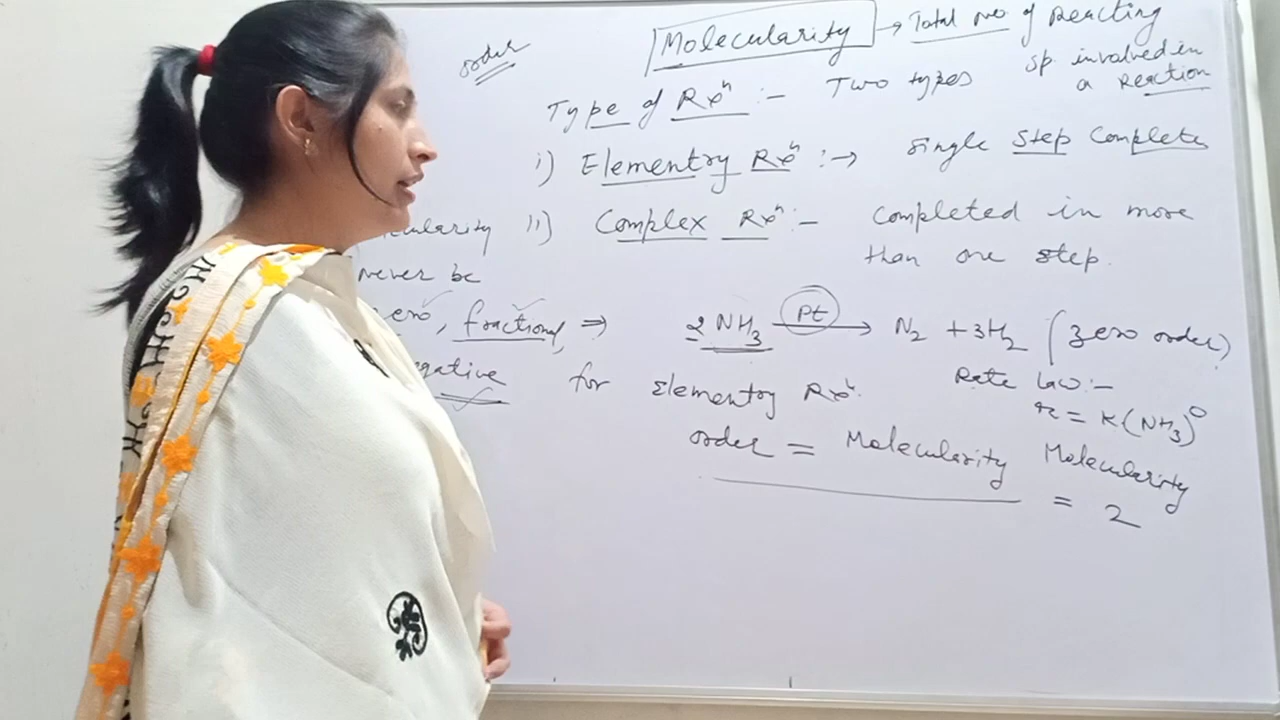 order
Molecularity → Total no of reacting
sp involved in
a reaction
Type of Rxⁿ :- Two types
i) Elementry Rxⁿ :→ single step complete
ii) Complex Rxⁿ :- completed in more
than one step.
never be
fractional, ⇒ 2NH₃ Pt → N₂ + 3H₂ (zero order)
for elementry Rxⁿ.
Rate law :-
r = K(NH₃)⁰
order = Molecularity
Molecularity
= 2